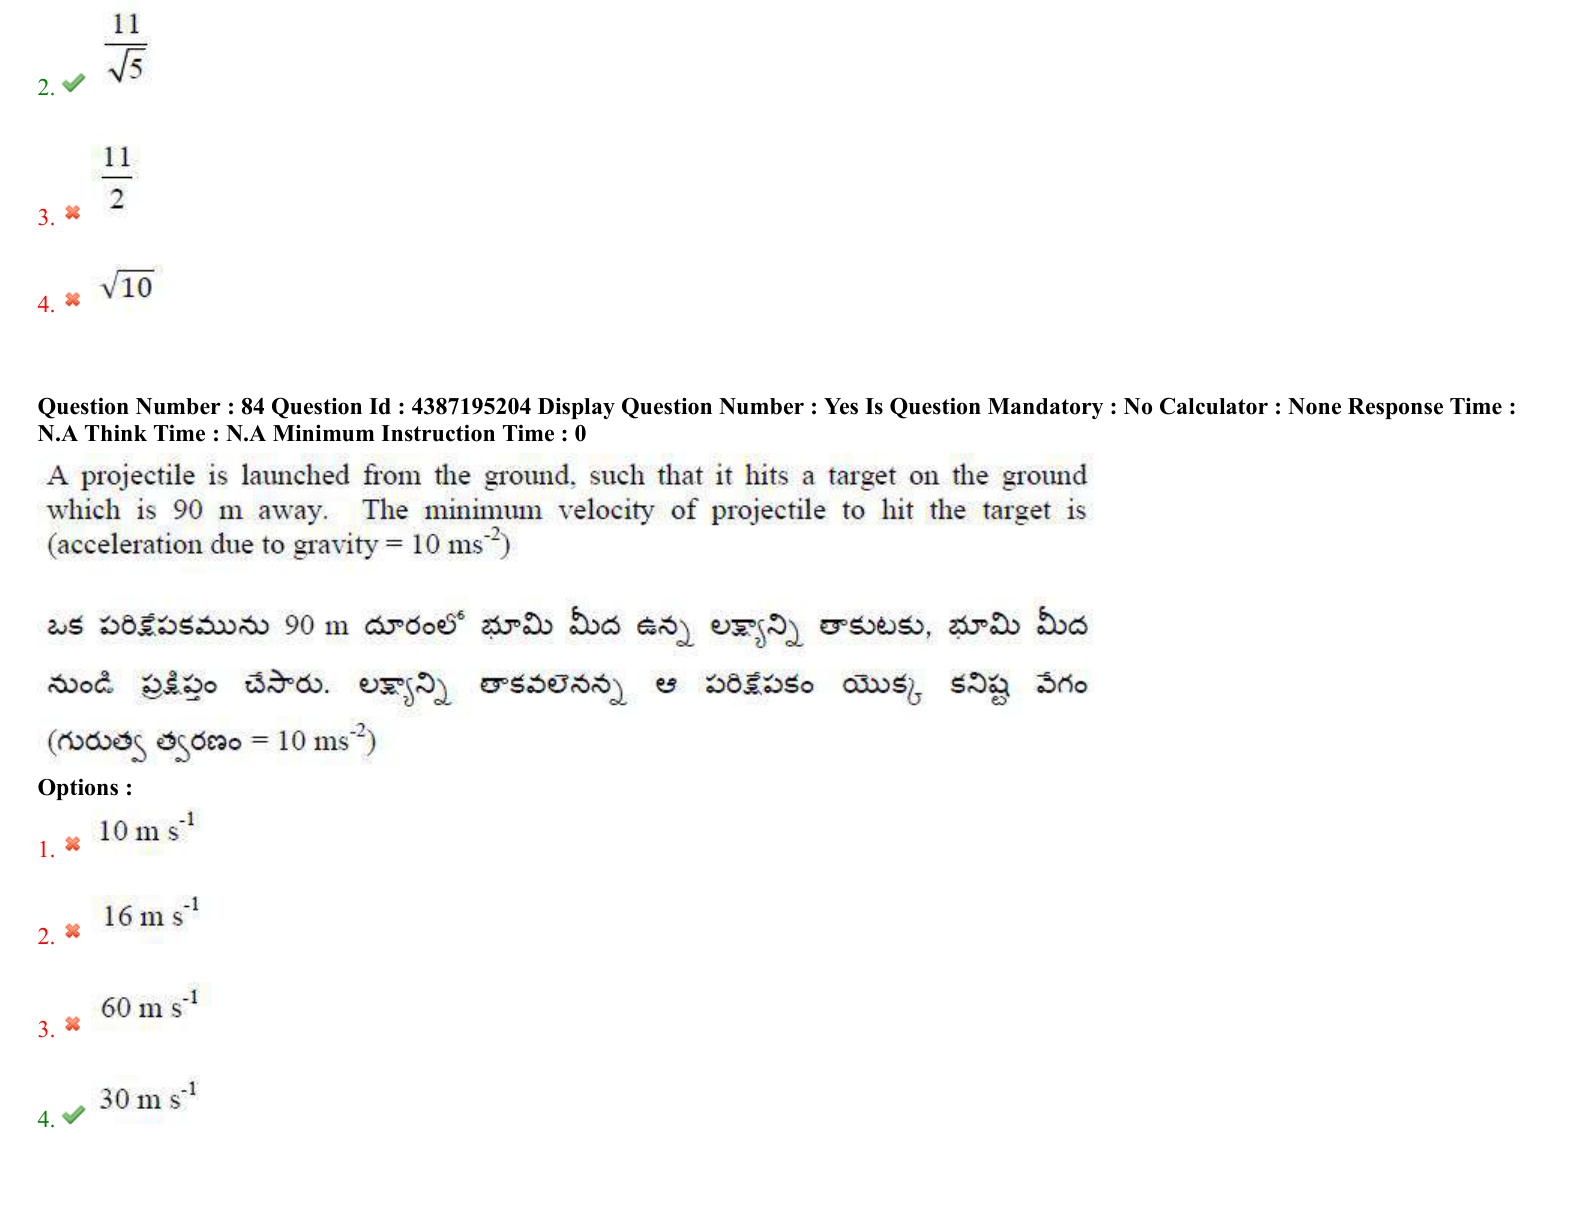 11
√5
2.
11
2
3.
√10
4.
Question Number : 84 Question Id : 4387195204 Display Question Number : Yes Is Question Mandatory : No Calculator : None Response Time :
N.A Think Time : N.A Minimum Instruction Time : 0
A projectile is launched from the ground, such that it hits a target on the ground
which is 90 m away. The minimum velocity of projectile to hit the target is
(acceleration due to gravity = 10 ms⁻²)
ఒక పరిక్షేపకమును 90 m దూరంలో భూమి మీద ఉన్న లక్ష్యాన్ని తాకుటకు, భూమి మీద
నుండి ప్రక్షిప్తం చేసారు. లక్ష్యాన్ని తాకవలెనన్న ఆ పరిక్షేపకం యొక్క కనిష్ట వేగం
(గురుత్వ త్వరణం = 10 ms⁻²)
Options :
10 m s⁻¹
1.
16 m s⁻¹
2.
60 m s⁻¹
3.
30 m s⁻¹
4.